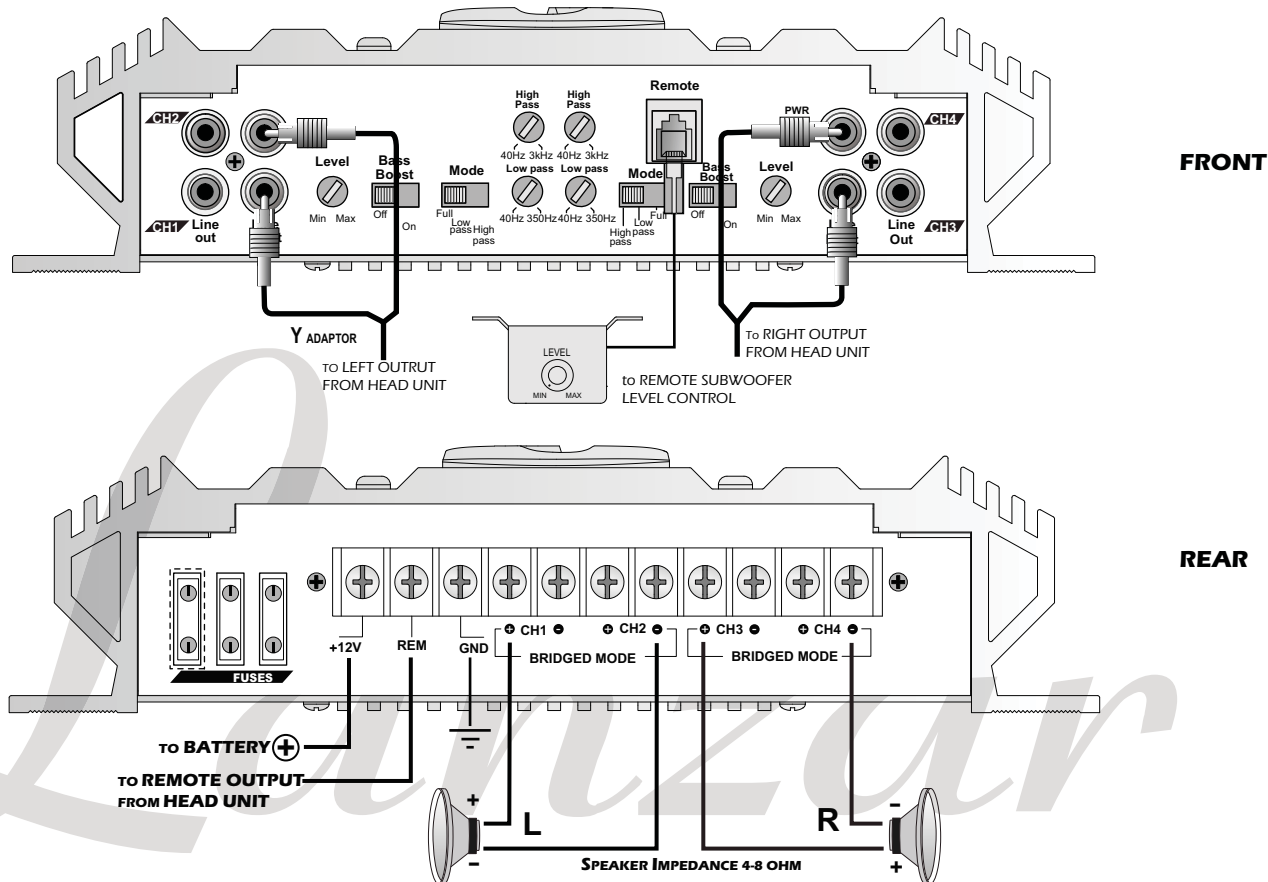 FRONT
Remote
High Pass
High Pass
PWR
CH2
CH4
40Hz 3kHz
40Hz 3kHz
Level
Bass Boost
Mode
Low pass
Low pass
Mode
Bass Boost
Level
Min Max
Off
On
Full
Low pass
High pass
40Hz 350Hz
40Hz 350Hz
High pass
Low pass
Full
Off
On
Min Max
CH1
Line out
Line Out
CH3
Y ADAPTOR
TO LEFT OUTRUT
FROM HEAD UNIT
LEVEL
MIN MAX
to REMOTE SUBWOOFER
LEVEL CONTROL
TO RIGHT OUTPUT
FROM HEAD UNIT
REAR
+12V
REM
GND
+ CH1 -
+ CH2 -
+ CH3 -
+ CH4 -
BRIDGED MODE
BRIDGED MODE
FUSES
TO BATTERY +
TO REMOTE OUTPUT
FROM HEAD UNIT
+
L
-
R
-
+
SPEAKER IMPEDANCE 4-8 OHM
Lanzar